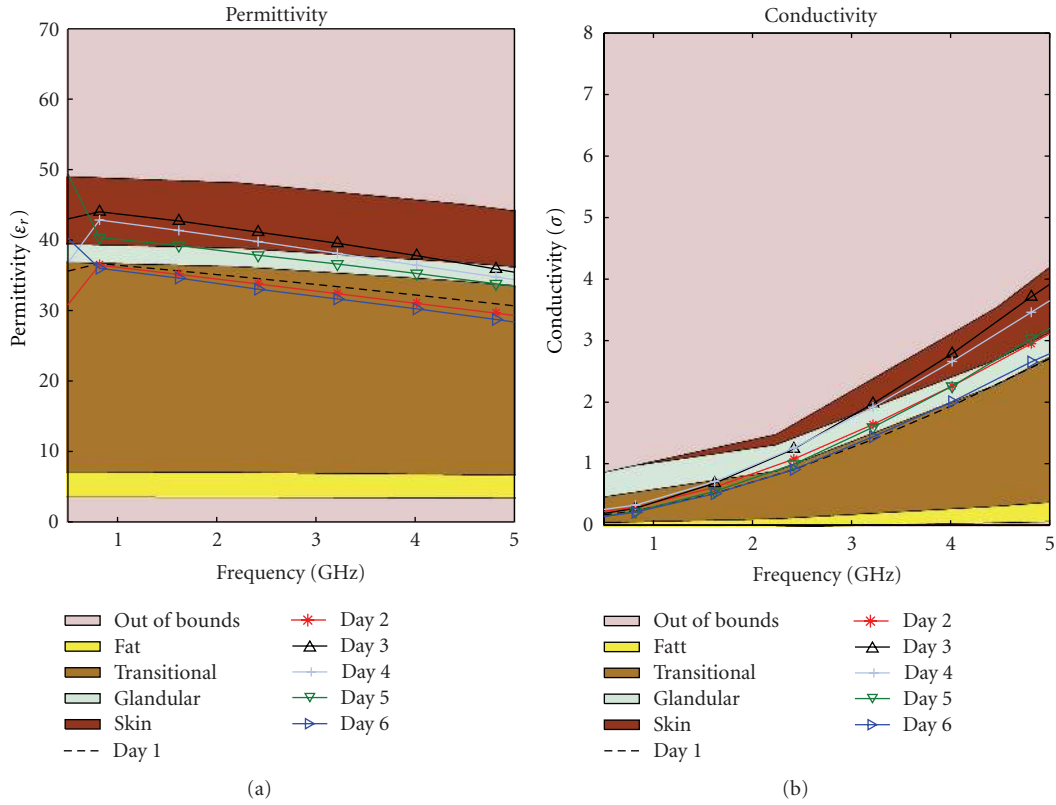 Permittivity
70
60
50
40
30
20
10
0
Permittivity (εr)
1 2 3 4 5
Frequency (GHz)
Out of bounds
Fat
Transitional
Glandular
Skin
Day 1
Day 2
Day 3
Day 4
Day 5
Day 6
(a)
Conductivity
8
7
6
5
4
3
2
1
0
Conductivity (σ)
1 2 3 4 5
Frequency (GHz)
Out of bounds
Fatt
Transitional
Glandular
Skin
Day 1
Day 2
Day 3
Day 4
Day 5
Day 6
(b)